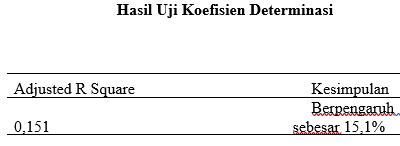 Hasil Uji Koefisien Determinasi
Adjusted R Square Kesimpulan
Berpengaruh
0,151 sebesar 15,1%